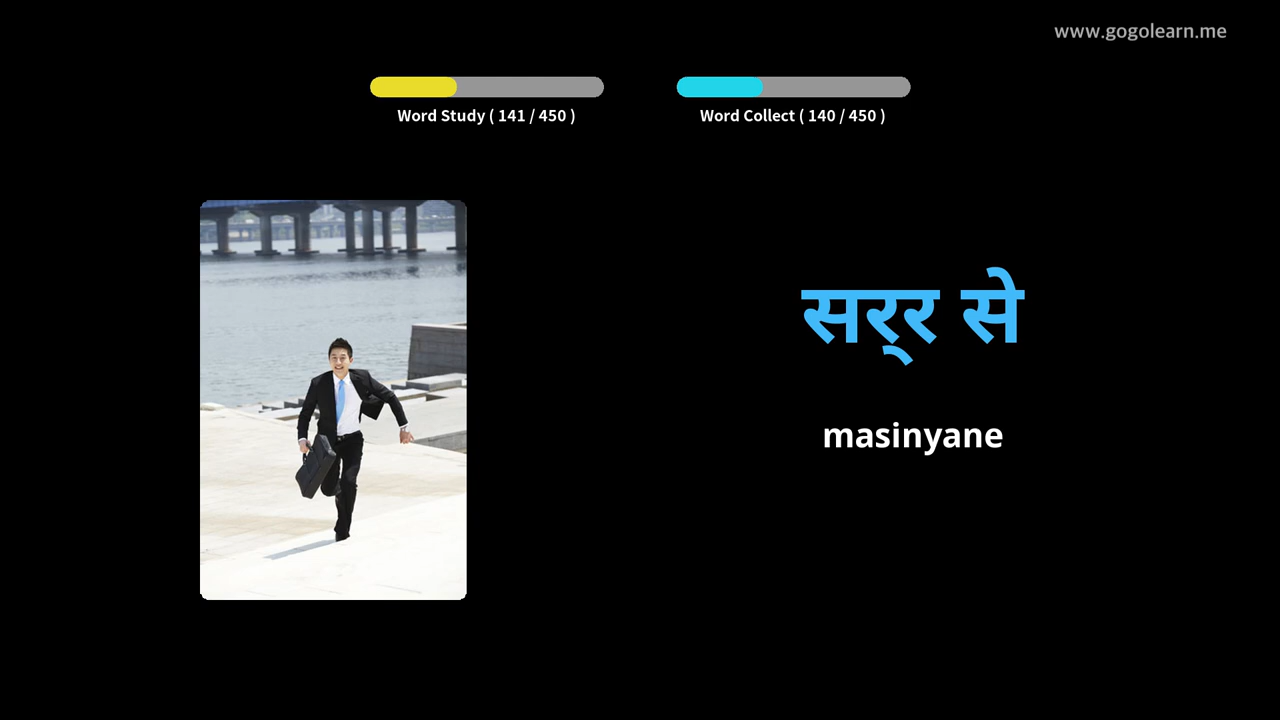 www.gogolearn.me
Word Study ( 141 / 450 )
Word Collect ( 140 / 450 )
सर्‍र से
masinyane